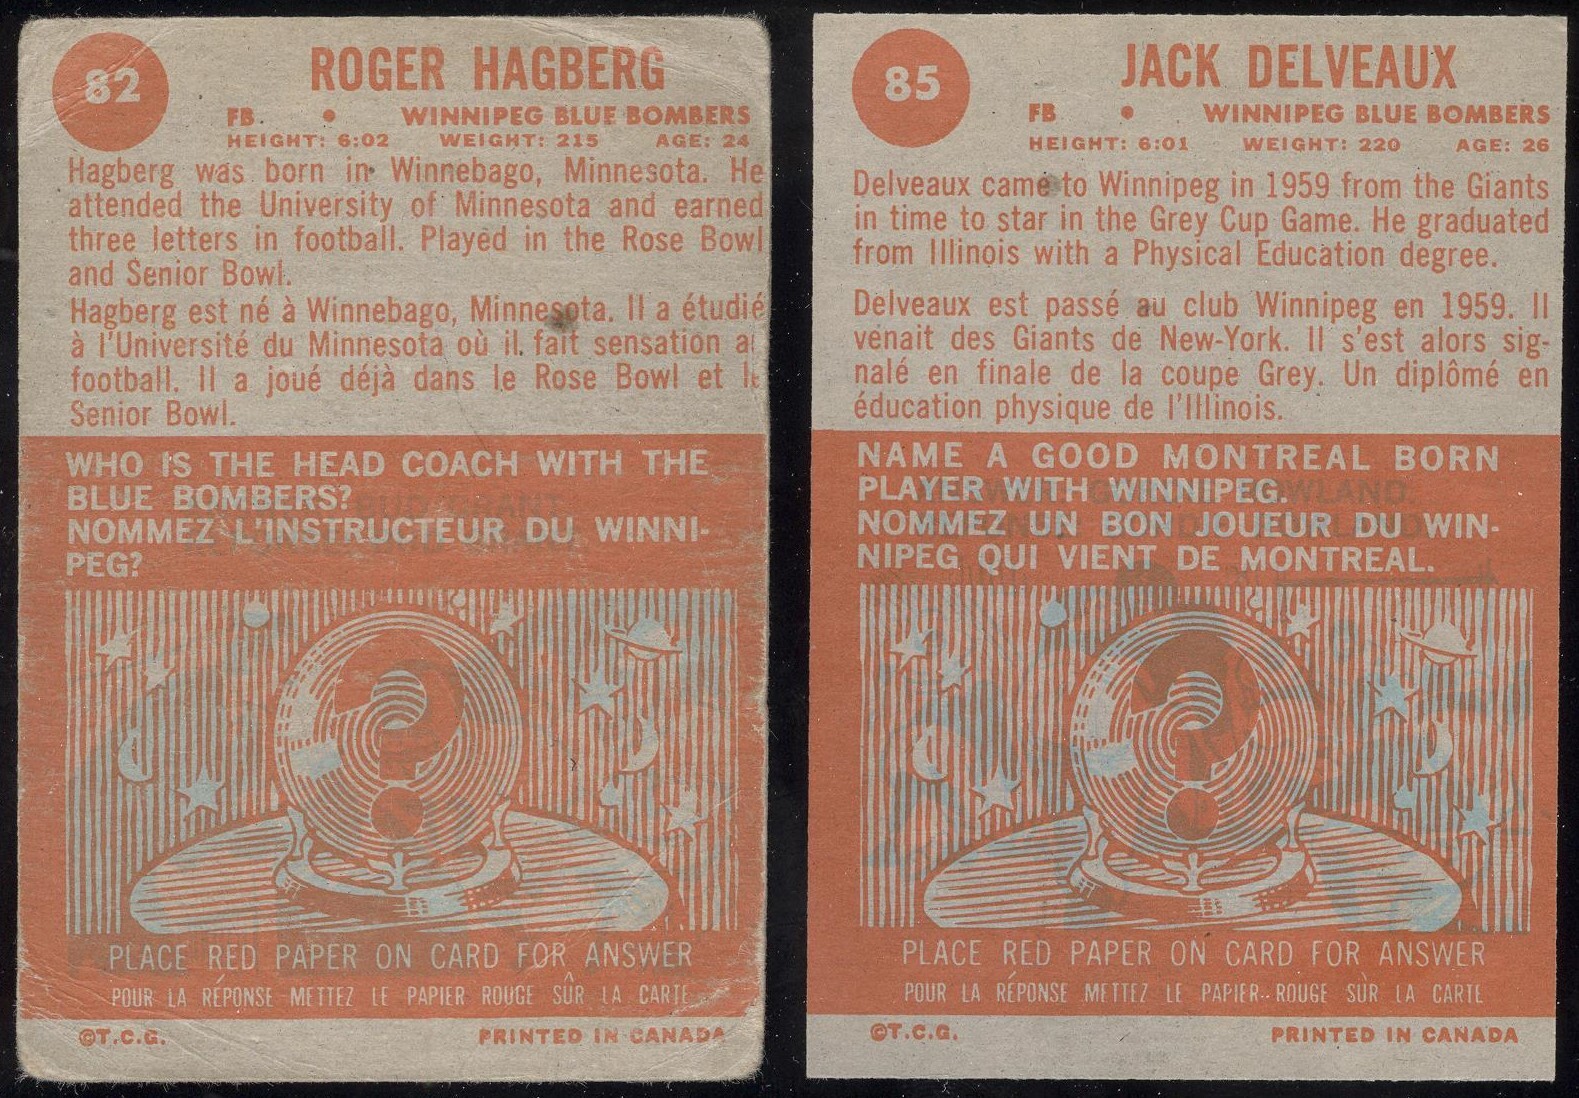 82
ROGER HAGBERG
FB. • WINNIPEG BLUE BOMBERS
HEIGHT: 6:02 WEIGHT: 215 AGE: 24
Hagberg was born in Winnebago, Minnesota. He
attended the University of Minnesota and earned
three letters in football. Played in the Rose Bowl
and Senior Bowl.
Hagberg est né à Winnebago, Minnesota. Il a étudié
à l'Université du Minnesota où il fait sensation a
football. Il a joué déjà dans le Rose Bowl et le
Senior Bowl.
WHO IS THE HEAD COACH WITH THE
BLUE BOMBERS?
NOMMEZ L'INSTRUCTEUR DU WINNI-
PEG?
BUD GRANT
PLACE RED PAPER ON CARD FOR ANSWER
POUR LA RÉPONSE METTEZ LE PAPIER ROUGE SÛR LA CARTE
©T.C.G. PRINTED IN CANADA
85
JACK DELVEAUX
FB • WINNIPEG BLUE BOMBERS
HEIGHT: 6:01 WEIGHT: 220 AGE: 26
Delveaux came to Winnipeg in 1959 from the Giants
in time to star in the Grey Cup Game. He graduated
from Illinois with a Physical Education degree.
Delveaux est passé au club Winnipeg en 1959. Il
venait des Giants de New-York. Il s'est alors sig-
nalé en finale de la coupe Grey. Un diplômé en
éducation physique de l'Illinois.
NAME A GOOD MONTREAL BORN
PLAYER WITH WINNIPEG.
NOMMEZ UN BON JOUEUR DU WIN-
NIPEG QUI VIENT DE MONTREAL.
PLACE RED PAPER ON CARD FOR ANSWER
POUR LA RÉPONSE METTEZ LE PAPIER ROUGE SÙR LA CARTE
©T.C.G. PRINTED IN CANADA